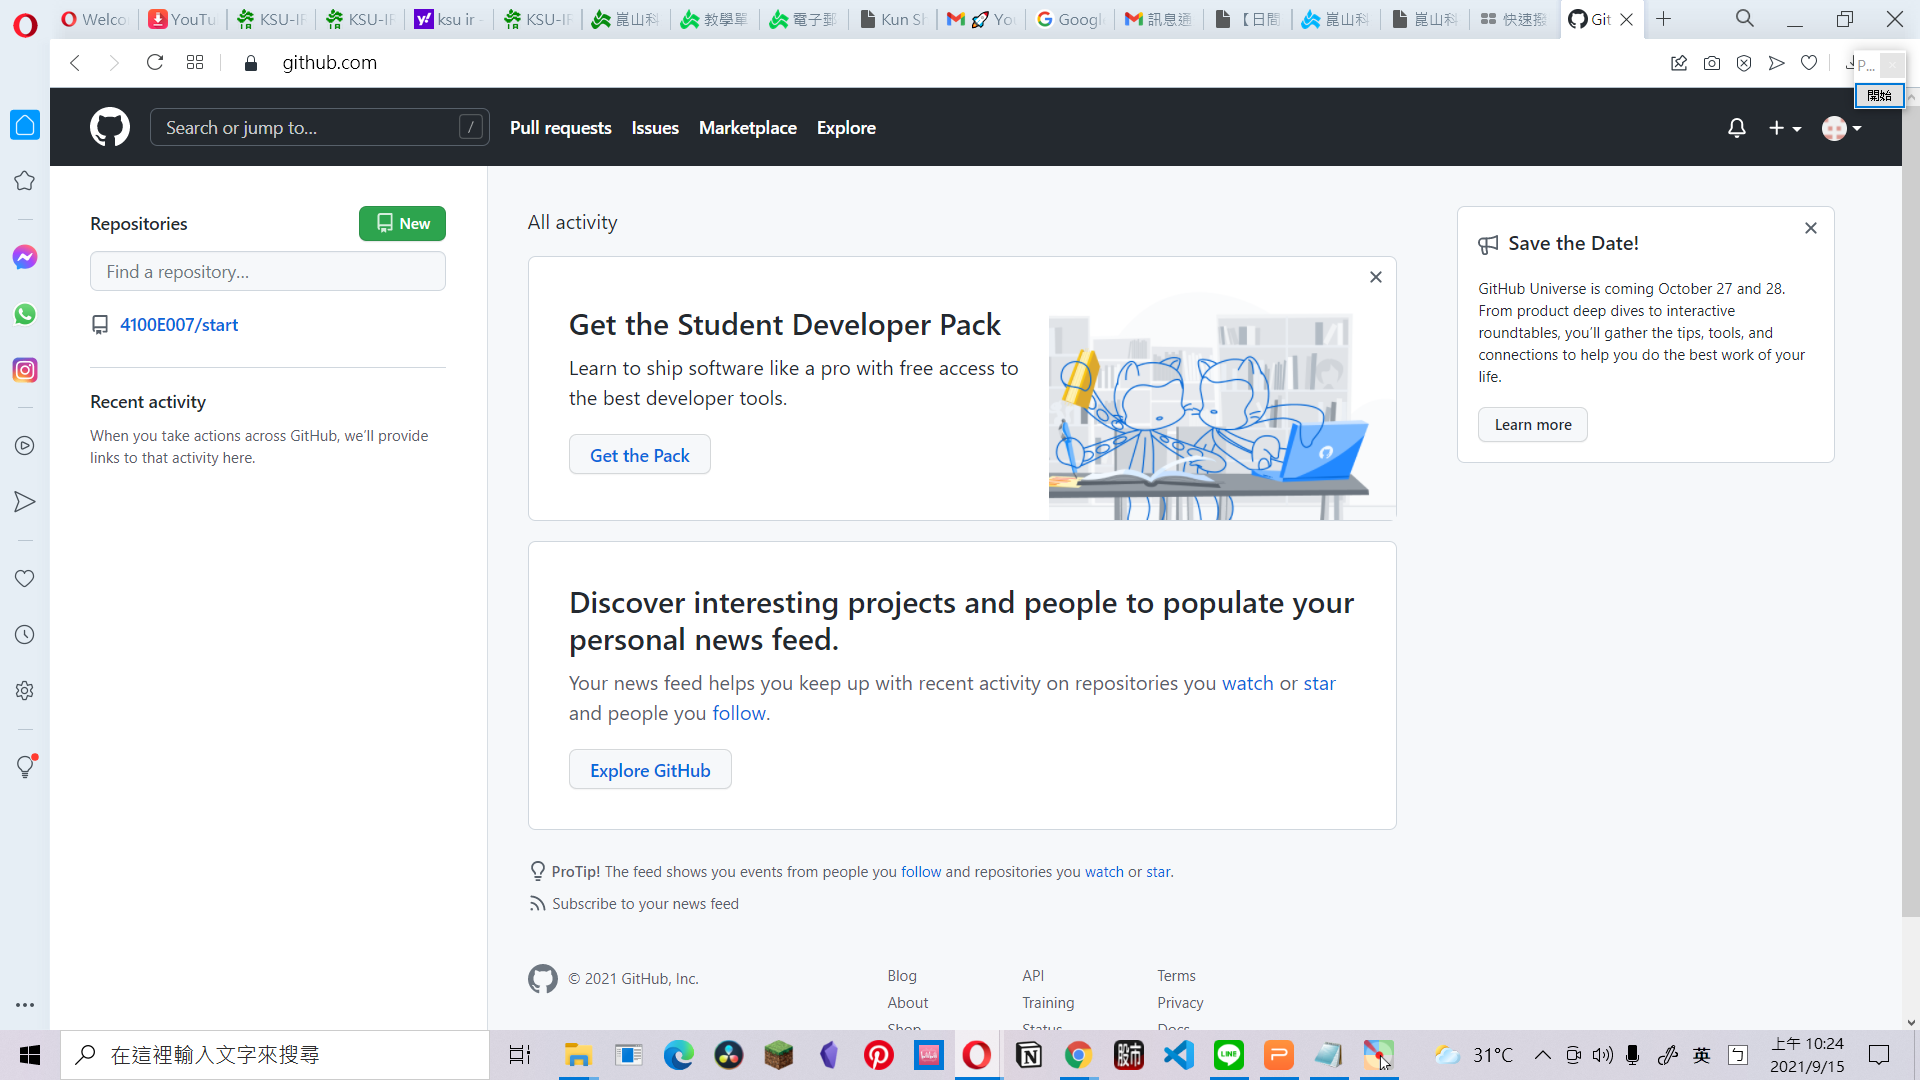 Welco
YouTu
KSU-IF
KSU-IF
ksu ir -
KSU-IF
崑山科
教學單
電子郵
Kun Sh
You
Google
訊息通
【日間
崑山科
崑山科
快速撥
Git
github.com
P...
開始
Search or jump to...
/
Pull requests
Issues
Marketplace
Explore
Repositories
New
Find a repository...
4100E007/start
Recent activity
When you take actions across GitHub, we'll provide
links to that activity here.
All activity
Get the Student Developer Pack
Learn to ship software like a pro with free access to
the best developer tools.
Get the Pack
Discover interesting projects and people to populate your
personal news feed.
Your news feed helps you keep up with recent activity on repositories you watch or star
and people you follow.
Explore GitHub
ProTip! The feed shows you events from people you follow and repositories you watch or star.
Subscribe to your news feed
Save the Date!
GitHub Universe is coming October 27 and 28.
From product deep dives to interactive
roundtables, you'll gather the tips, tools, and
connections to help you do the best work of your
life.
Learn more
© 2021 GitHub, Inc.
Blog
API
Terms
About
Training
Privacy
Shop
Status
Docs
在這裡輸入文字來搜尋
股市
LINE
31°C
英
上午 10:24
2021/9/15